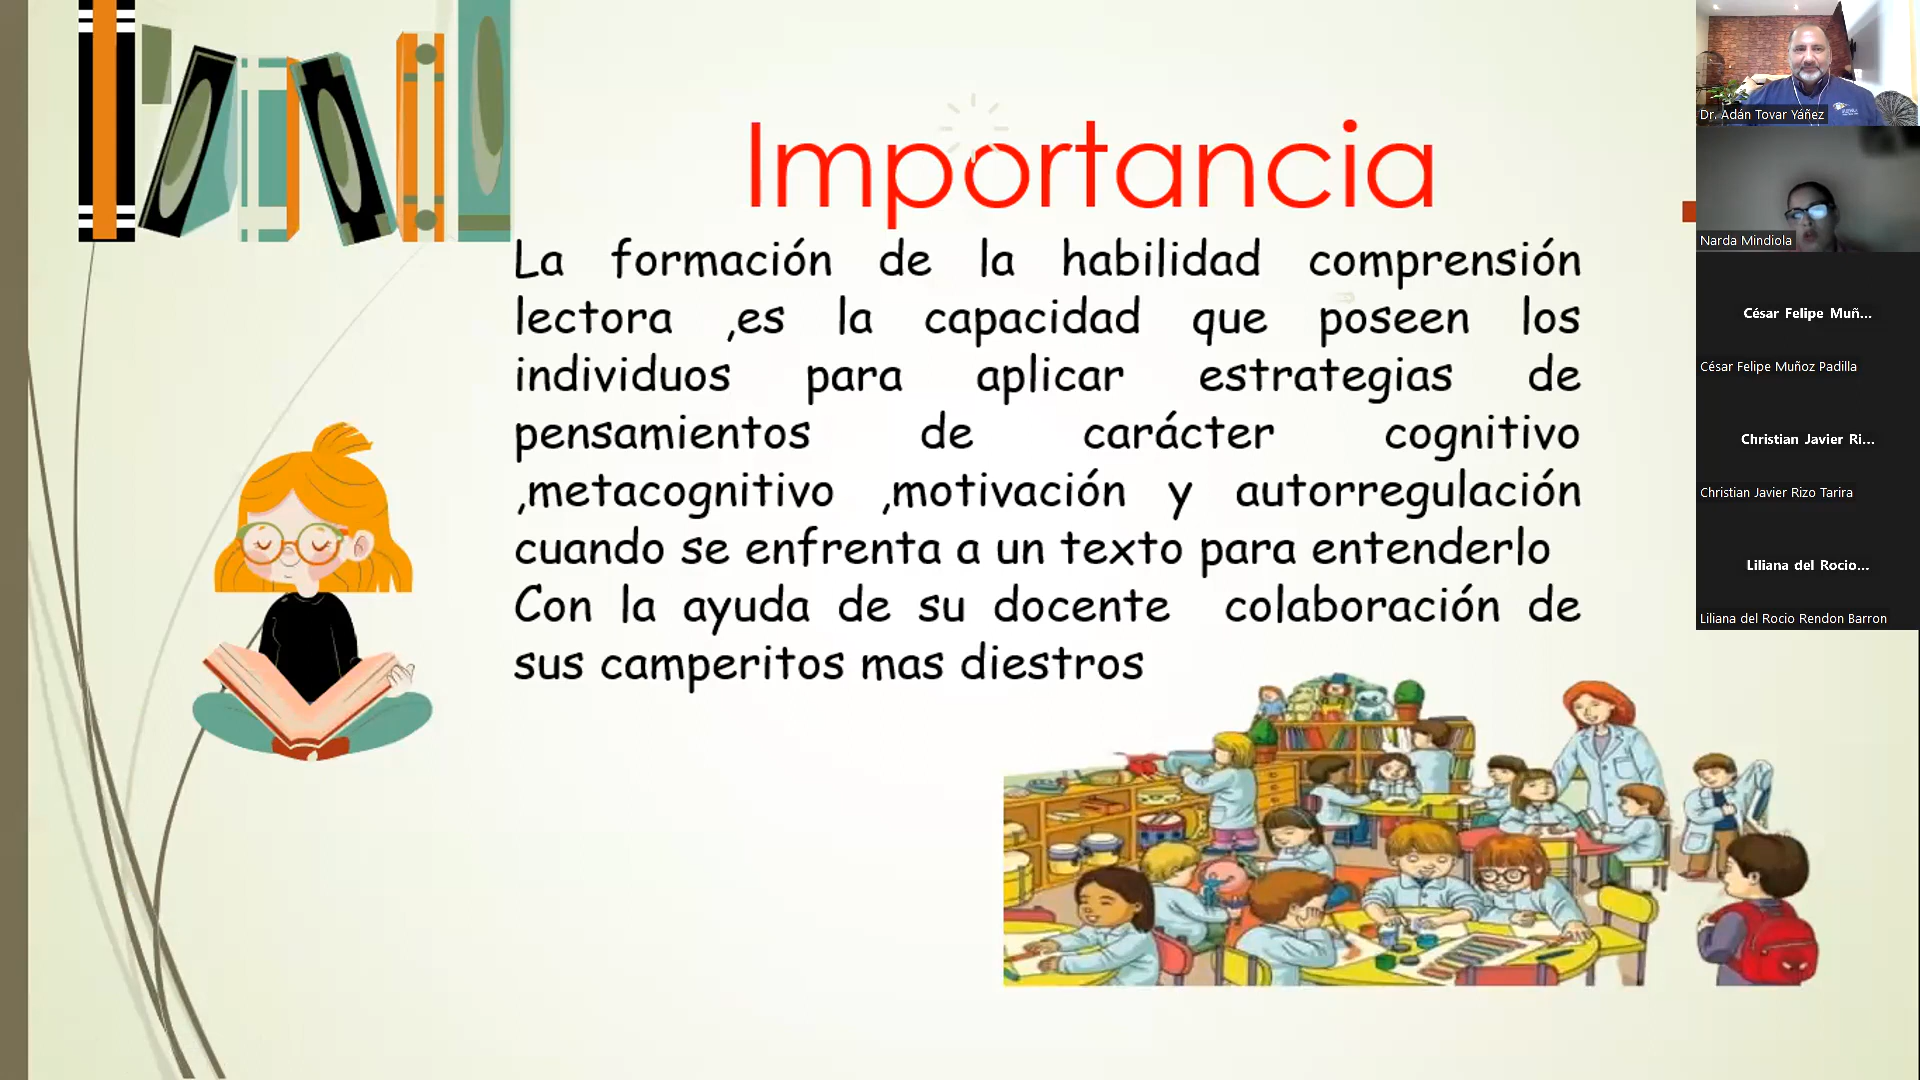 Importancia
La formación de la habilidad comprensión
lectora ,es la capacidad que poseen los
individuos para aplicar estrategias de
pensamientos de carácter cognitivo
,metacognitivo ,motivación y autorregulación
cuando se enfrenta a un texto para entenderlo
Con la ayuda de su docente colaboración de
sus camperitos mas diestros
Dr. Adán Tovar Yáñez
Narda Mindiola
César Felipe Muñ...
César Felipe Muñoz Padilla
Christian Javier Ri...
Christian Javier Rizo Tarira
Liliana del Rocio...
Liliana del Rocio Rendon Barron